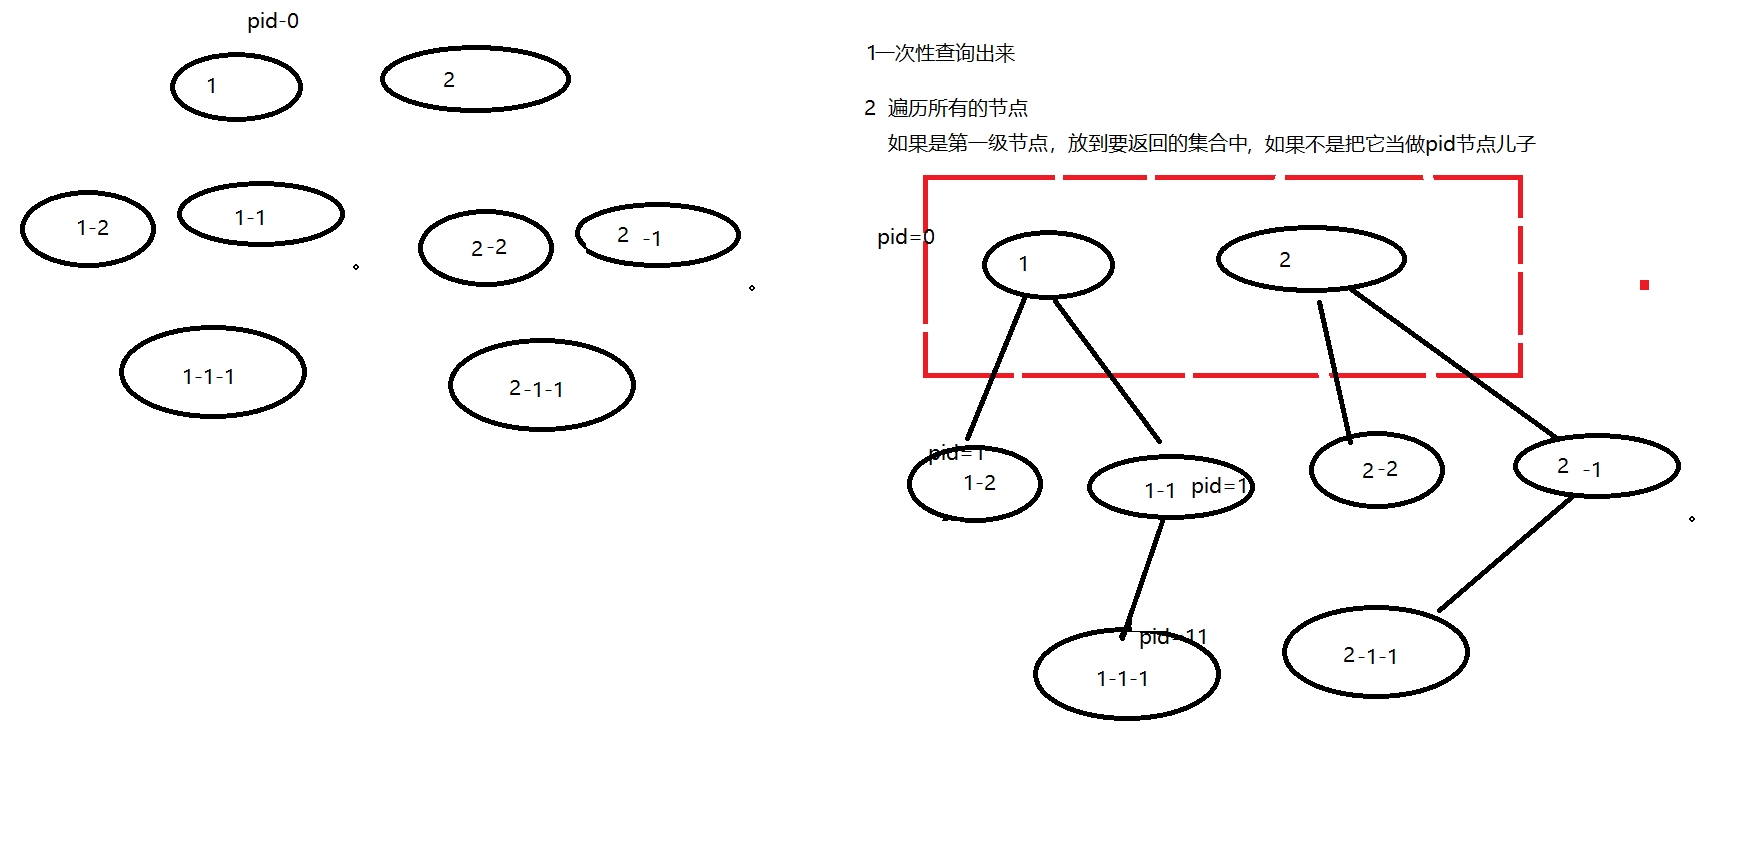 pid-0
1
2
1-2
1-1
2-2
2 -1
1-1-1
2-1-1
1一次性查询出来
2 遍历所有的节点
如果是第一级节点，放到要返回的集合中，如果不是把它当做pid节点儿子
pid=0
1
2
pid=1
1-2
1-1 pid=1
2-2
2 -1
pid=11
1-1-1
2-1-1